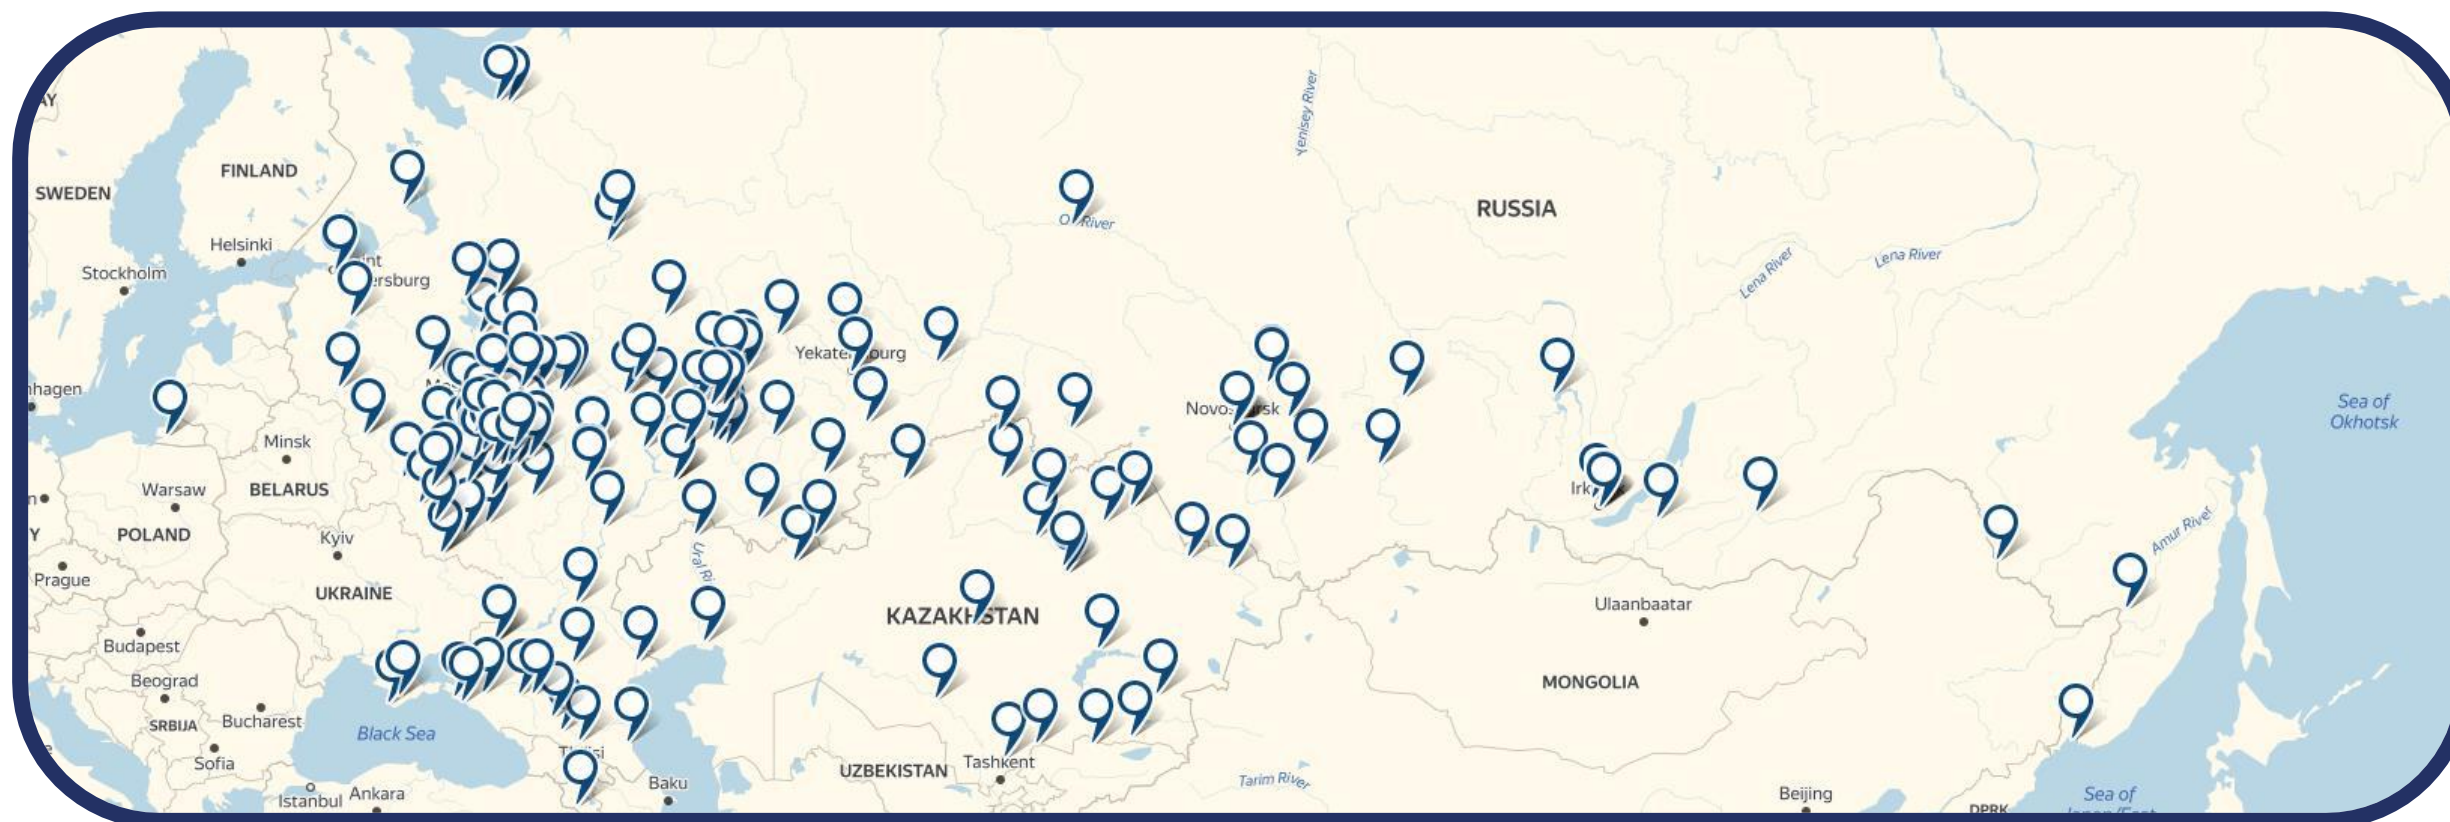 Yenisey River
FINLAND
SWEDEN
RUSSIA
River
Helsinki
Stockholm
Lena River
Lena River
Sea of
Okhotsk
Minsk
Warsaw
BELARUS
POLAND
Kyiv
Prague
UKRAINE
Amur River
Ulaanbaatar
Budapest
MONGOLIA
Beograd
Bucharest
SRBIJA
Black Sea
Sofia
Tashkent
UZBEKISTAN
Tarim River
Baku
Istanbul
Ankara
Beijing
Sea of